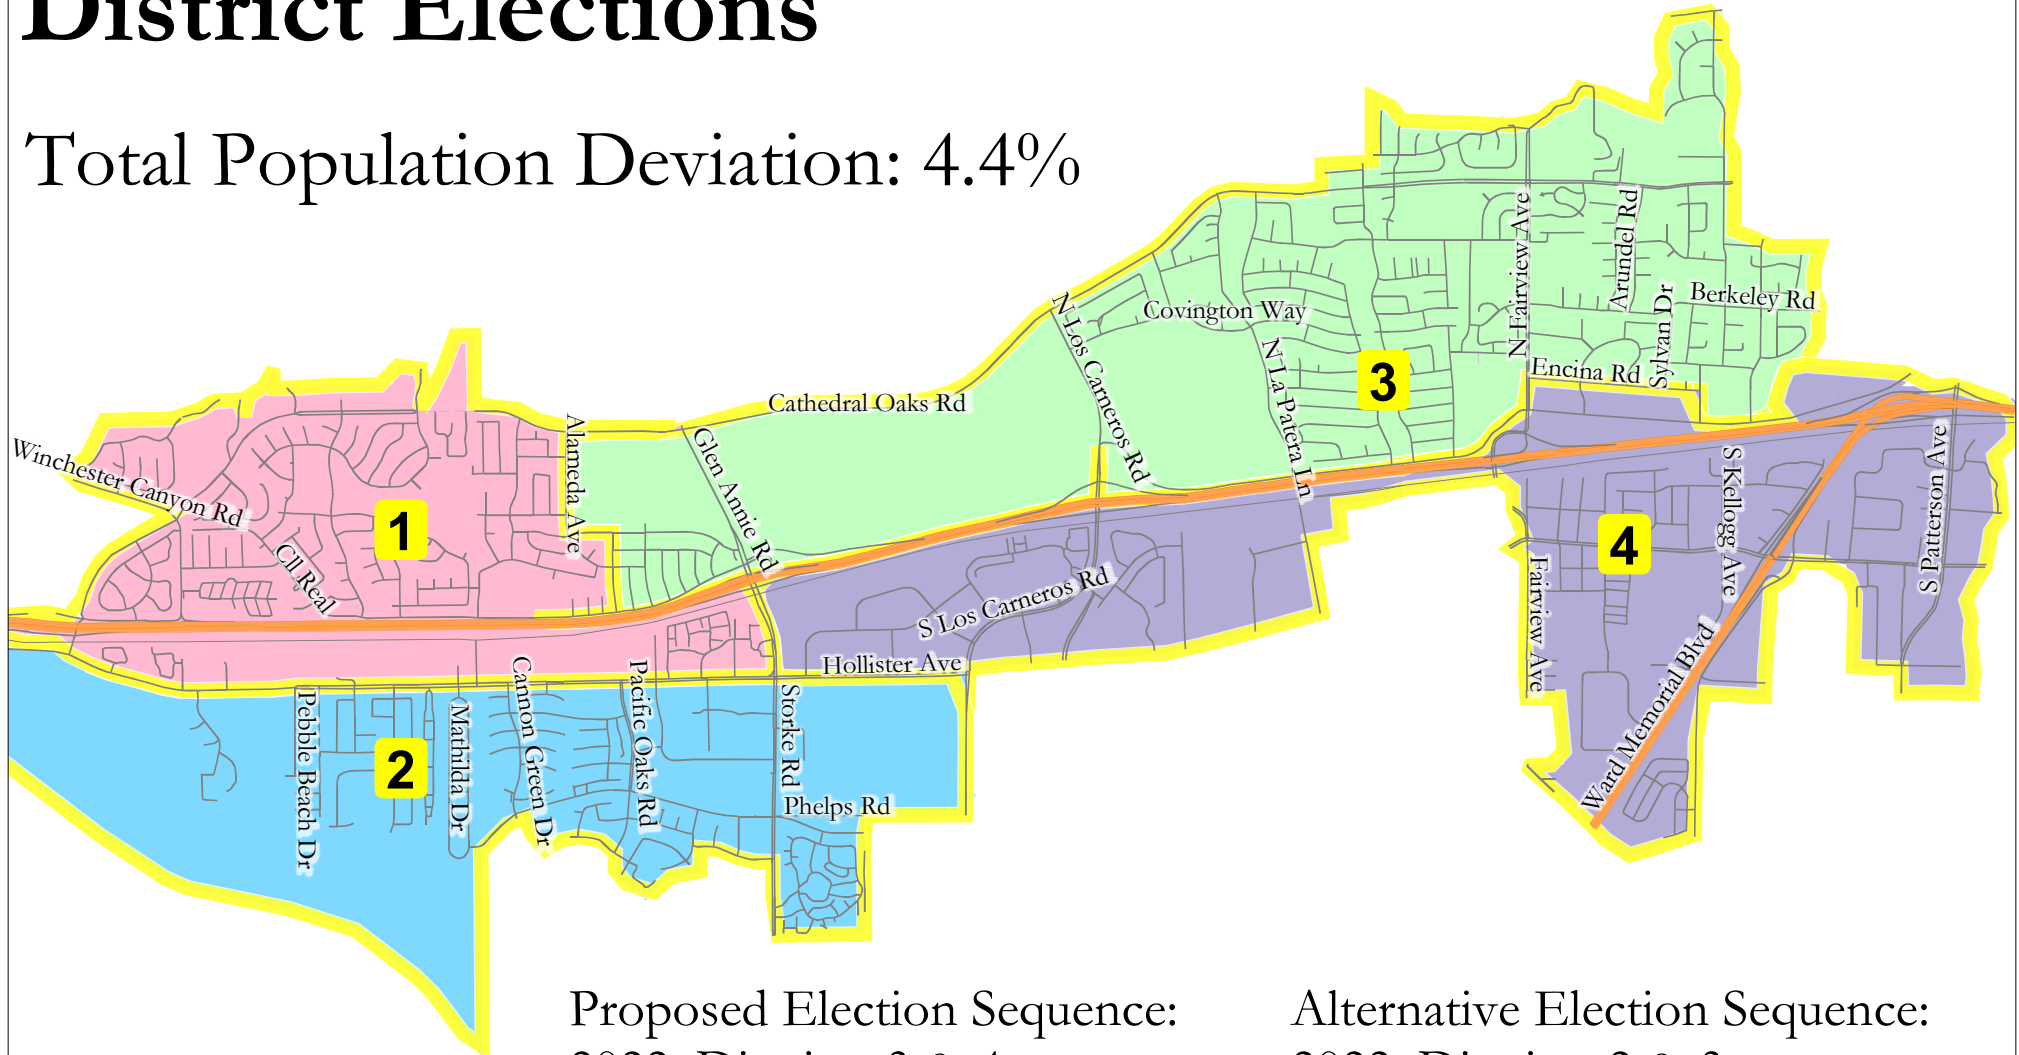 District Elections
Total Population Deviation: 4.4%
N Fairview Ave
Arundel Rd
Sylvan Dr
Berkeley Rd
Covington Way
N Los Carneros Rd
N La Patera Ln
3
Encina Rd
Cathedral Oaks Rd
Alameda Ave
Glen Annie Rd
Winchester Canyon Rd
1
Cll Real
S Kellogg Ave
S Patterson Ave
4
Fairview Ave
S Los Carneros Rd
Hollister Ave
Ward Memorial Blvd
Pebble Beach Dr
2
Mathilda Dr
Cannon Green Dr
Pacific Oaks Rd
Storke Rd
Phelps Rd
Proposed Election Sequence:
Alternative Election Sequence: